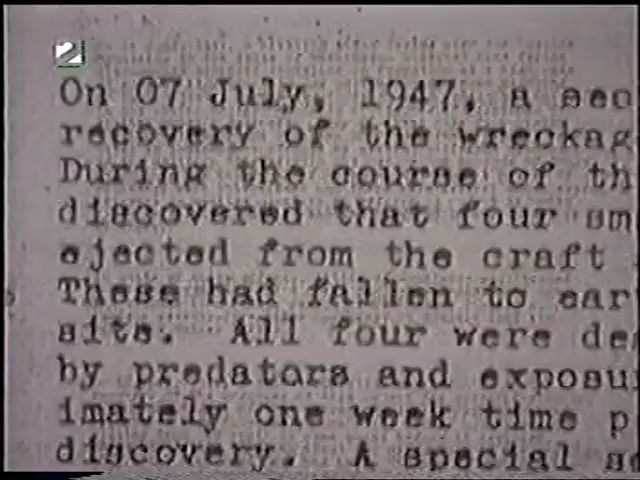 On 07 July, 1947, a sec
recovery of the wreckag
During the course of th
discovered that four sm
ejected from the craft
These had fallen to ear
site. All four were de
by predators and exposu
imately one week time p
discovery. A special s